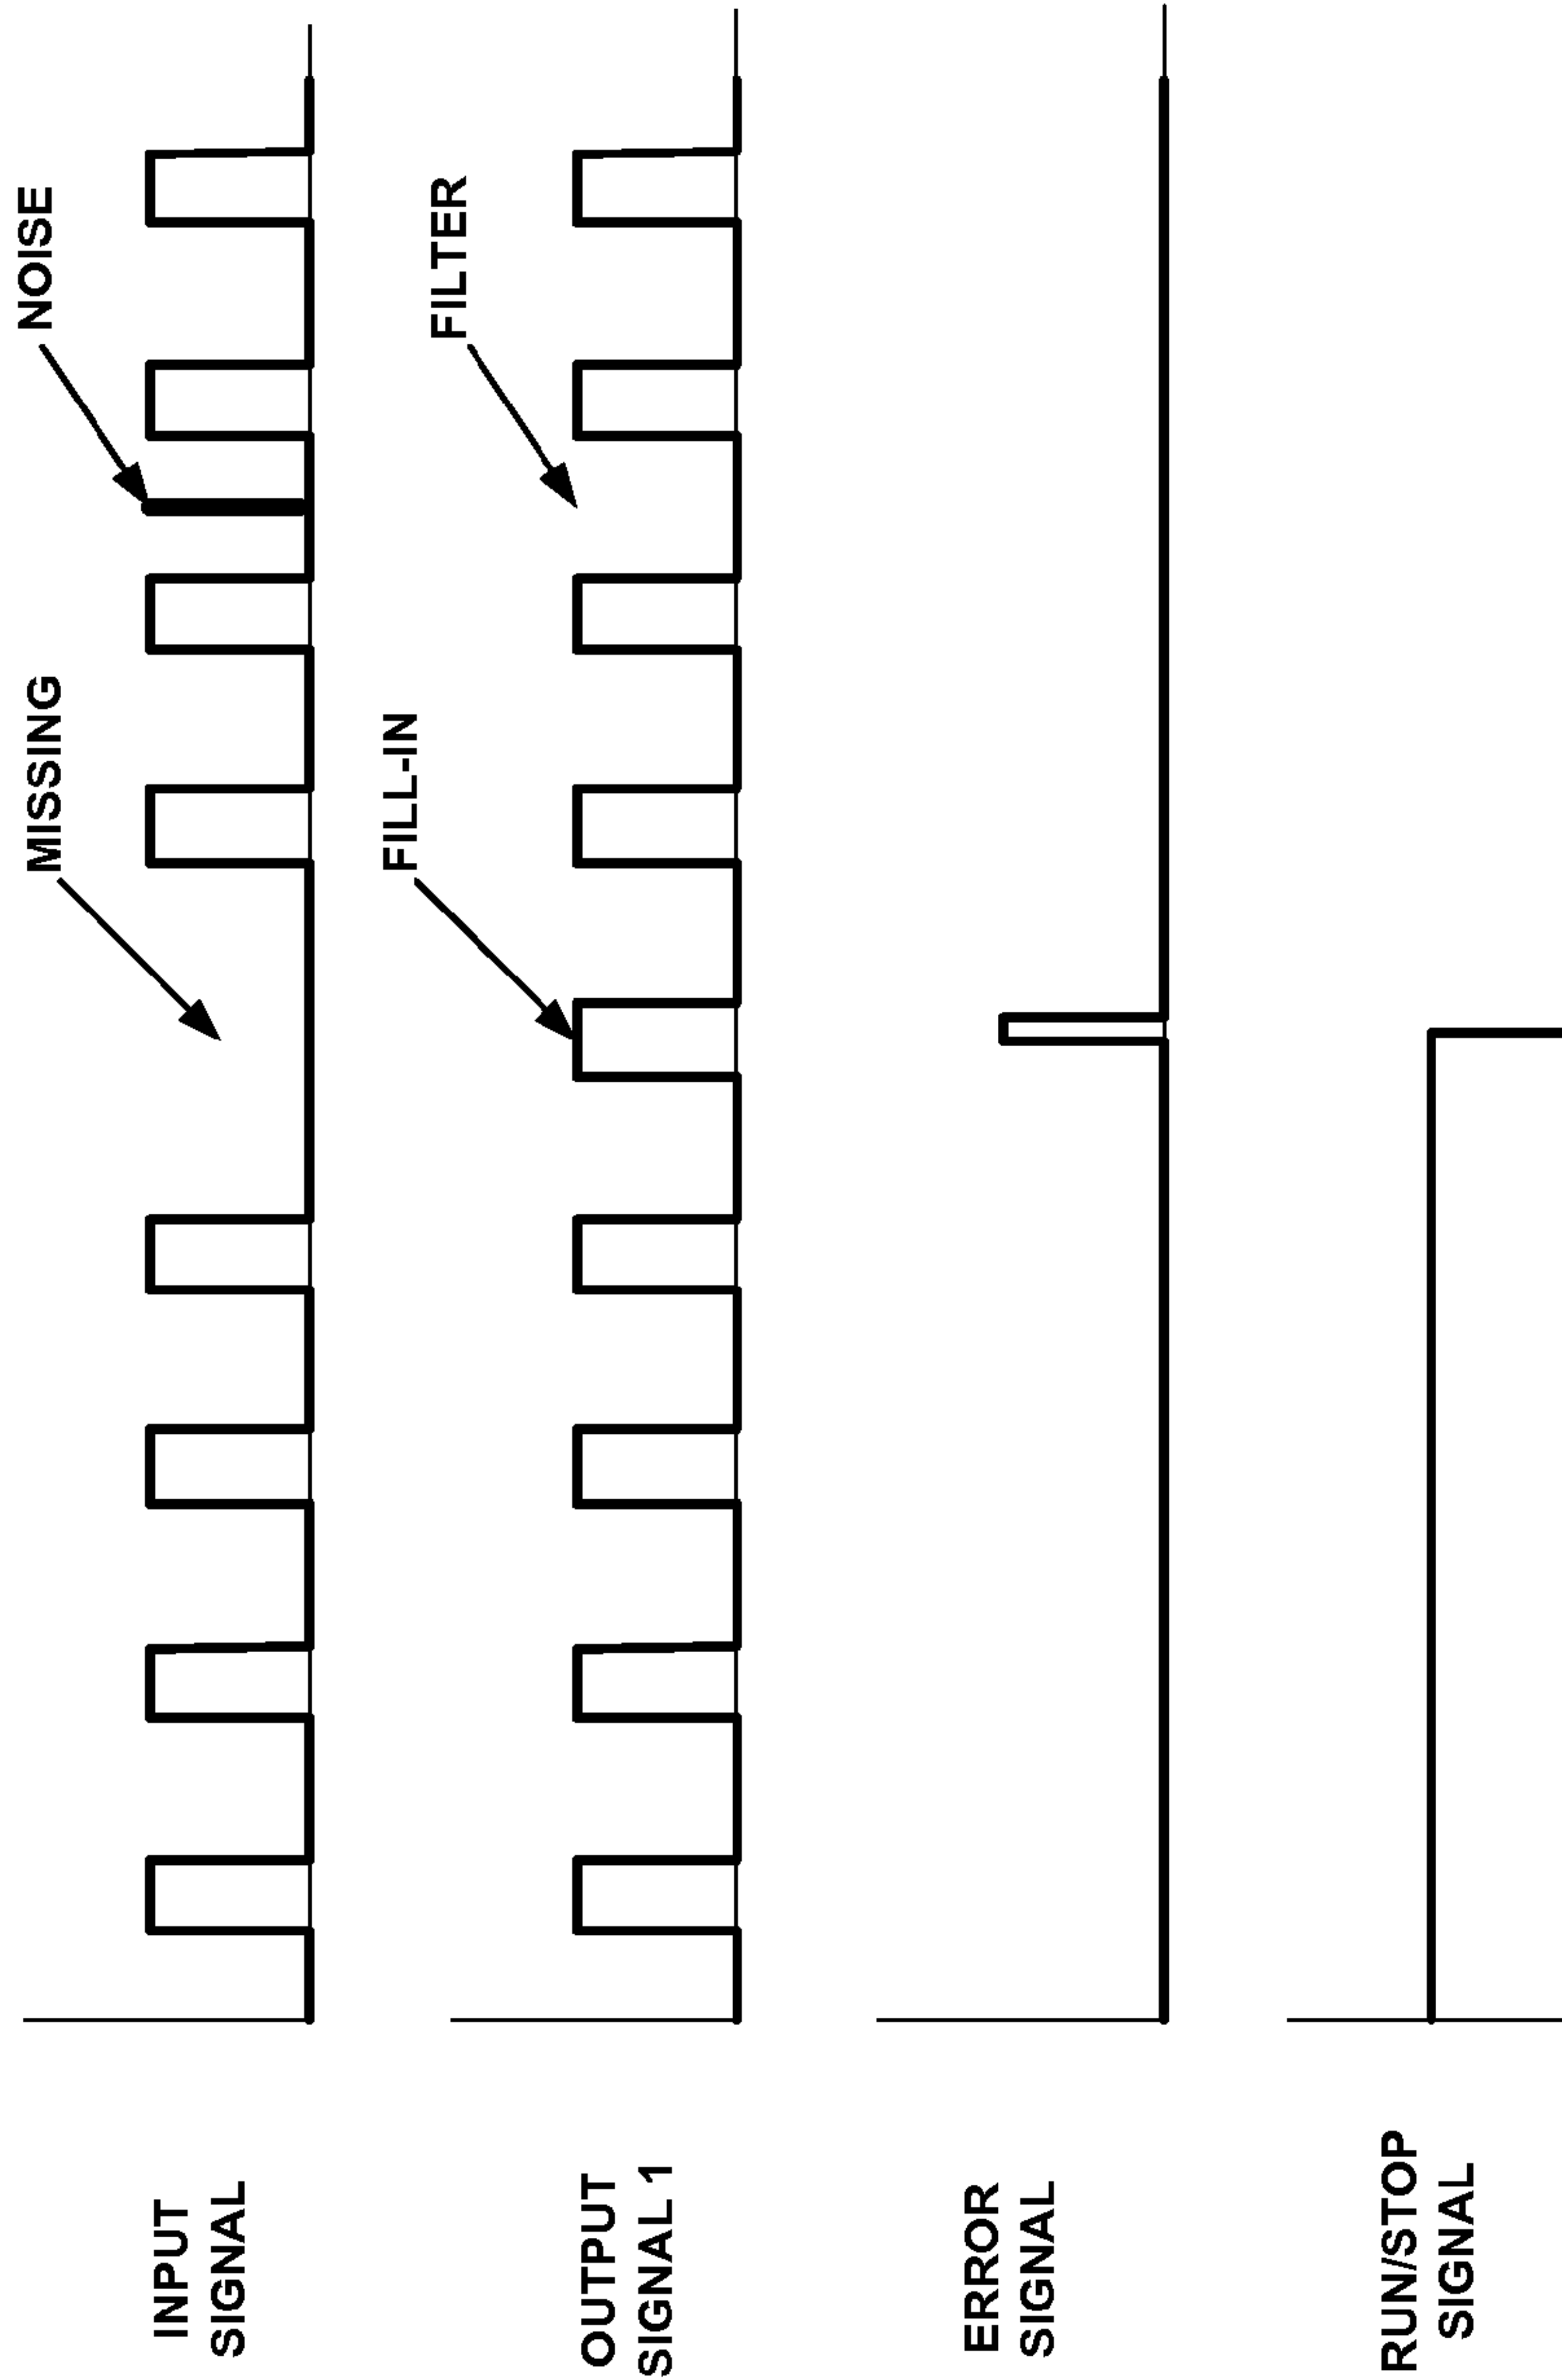 MISSING
NOISE
INPUT
SIGNAL
FILL-IN
FILTER
OUTPUT
SIGNAL 1
ERROR
SIGNAL
RUN/STOP
SIGNAL